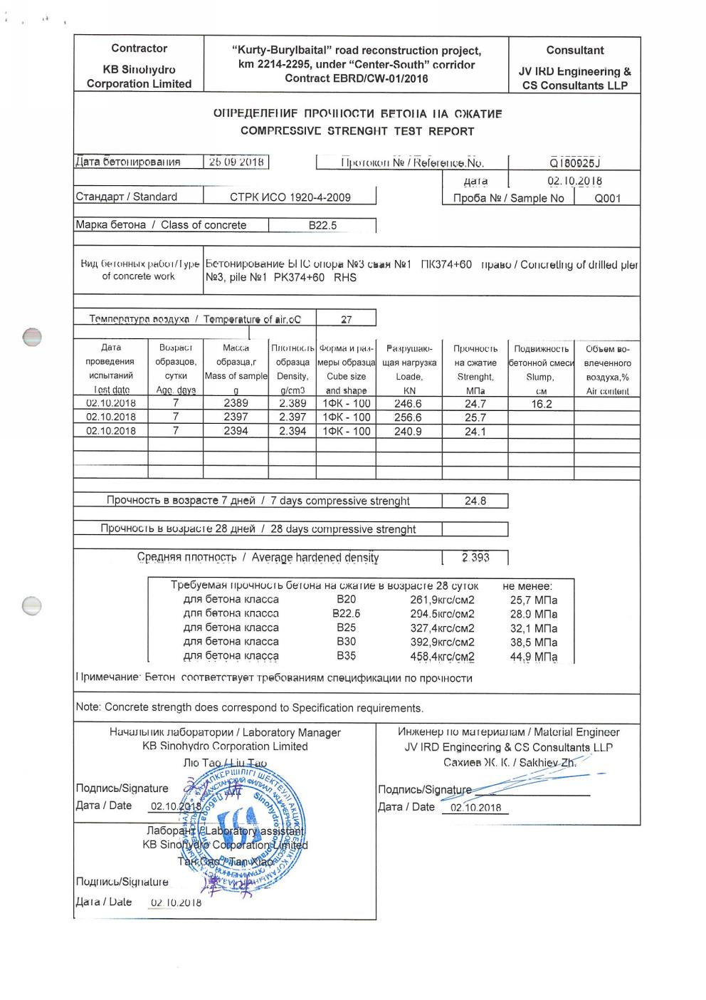 Contractor
KB Sinohydro
Corporation Limited
“Kurty-Burylbaital” road reconstruction project,
km 2214-2295, under “Center-South” corridor
Contract EBRD/CW-01/2016
Consultant
JV IRD Engineering &
CS Consultants LLP
ОПРЕДЕЛЕНИЕ ПРОЧНОСТИ БЕТОНА НА СЖАТИЕ
COMPRESSIVE STRENGHT TEST REPORT
Дата бетонирования 25 09 2018 Протокол № / Reference.No. Q180925J
дата 02.10.2018
Стандарт / Standard СТРК ИСО 1920-4-2009 Проба № / Sample No Q001
Марка бетона / Class of concrete B22.5
Вид бетонных работ/Type of concrete work
Бетонирование БНС опора №3 свая №1 ПК374+60 право / Concreting of drilled pier
№3, pile №1 PK374+60 RHS
Температура воздуха / Temperature of air,oC 27
Дата проведения испытаний Test date
Возраст образцов, сутки Age. days
Масса образца,г Mass of sample g
Плотность образца Density, g/cm3
Форма и раз-меры образца Cube size and shape
Разрушаю-щая нагрузка Loade, KN
Прочность на сжатие Strenght, МПа
Подвижность бетонной смеси Slump, см
Объем во-влеченного воздуха,% Air content
02.10.2018 7 2389 2.389 1ФК - 100 246.6 24.7 16.2
02.10.2018 7 2397 2.397 1ФК - 100 256.6 25.7
02.10.2018 7 2394 2.394 1ФК - 100 240.9 24.1
Прочность в возрасте 7 дней / 7 days compressive strenght 24.8
Прочность в возрасте 28 дней / 28 days compressive strenght
Средняя плотность / Average hardened density 2 393
Требуемая прочность бетона на сжатие в возрасте 28 суток не менее:
для бетона класса B20 261,9кгс/см2 25,7 МПа
для бетона класса B22.5 294.5кгс/см2 28.9 МПа
для бетона класса B25 327,4кгс/см2 32,1 МПа
для бетона класса B30 392,9кгс/см2 38,5 МПа
для бетона класса B35 458,4кгс/см2 44,9 МПа
Примечание: Бетон соответствует требованиям спецификации по прочности
Note: Concrete strength does correspond to Specification requirements.
Начальник лаборатории / Laboratory Manager
KB Sinohydro Corporation Limited
Лю Тао / Liu Tao
Подпись/Signature
Дата / Date 02.10.2018
Лаборант / Laboratory assistant
KB Sinohydro Corporation Limited
Тан Сяо / Tan Xiao
Подпись/Signature
Дата / Date 02 10.2018
Инженер по материалам / Material Engineer
JV IRD Engineering & CS Consultants LLP
Сахиев Ж. К. / Sakhiev Zh.
Подпись/Signature
Дата / Date 02.10.2018